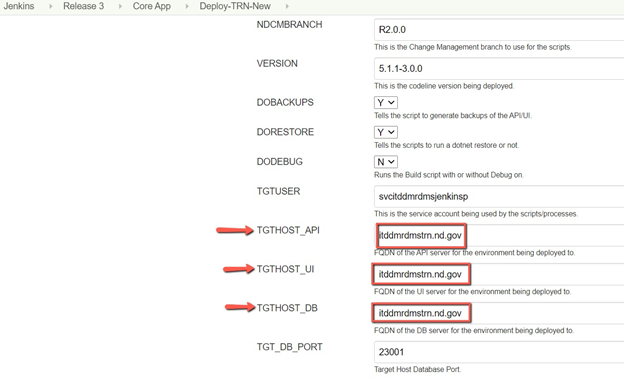 Jenkins Release 3 Core App Deploy-TRN-New
NDCMBRANCH R2.0.0
This is the Change Management branch to use for the scripts.
VERSION 5.1.1-3.0.0
This is the codeline version being deployed.
DOBACKUPS Y
Tells the script to generate backups of the API/UI.
DORESTORE Y
Tells the scripts to run a dotnet restore or not
DODEBUG N
Runs the Build script with or without Debug on.
TGTUSER svcitddmrdmsjenkinsp
This is the service account being used by the scripts/processes.
TGTHOST_API itddmrdmstrn.nd.gov
FQDN of the API server for the environment being deployed to.
TGTHOST_UI itddmrdmstrn.nd.gov
FQDN of the UI server for the environment being deployed to.
TGTHOST_DB itddmrdmstrn.nd.gov
FQDN of the DB server for the environment being deployed to.
TGT_DB_PORT 23001
Target Host Database Port.